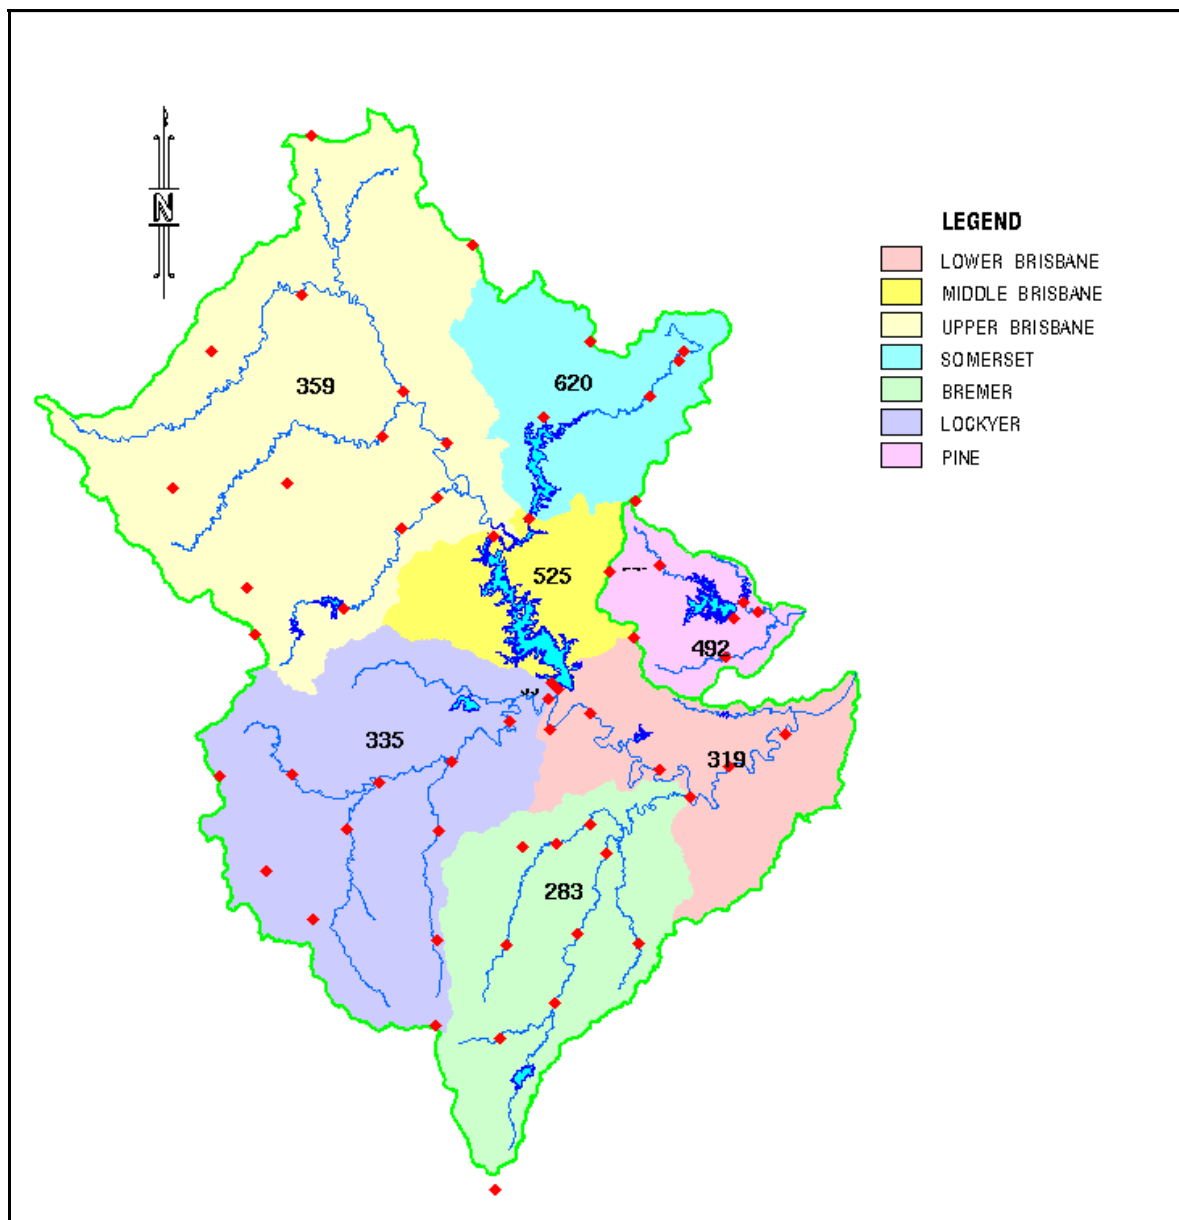 N
LEGEND
LOWER BRISBANE
MIDDLE BRISBANE
UPPER BRISBANE
SOMERSET
BREMER
LOCKYER
PINE
359
620
525
492
335
319
283